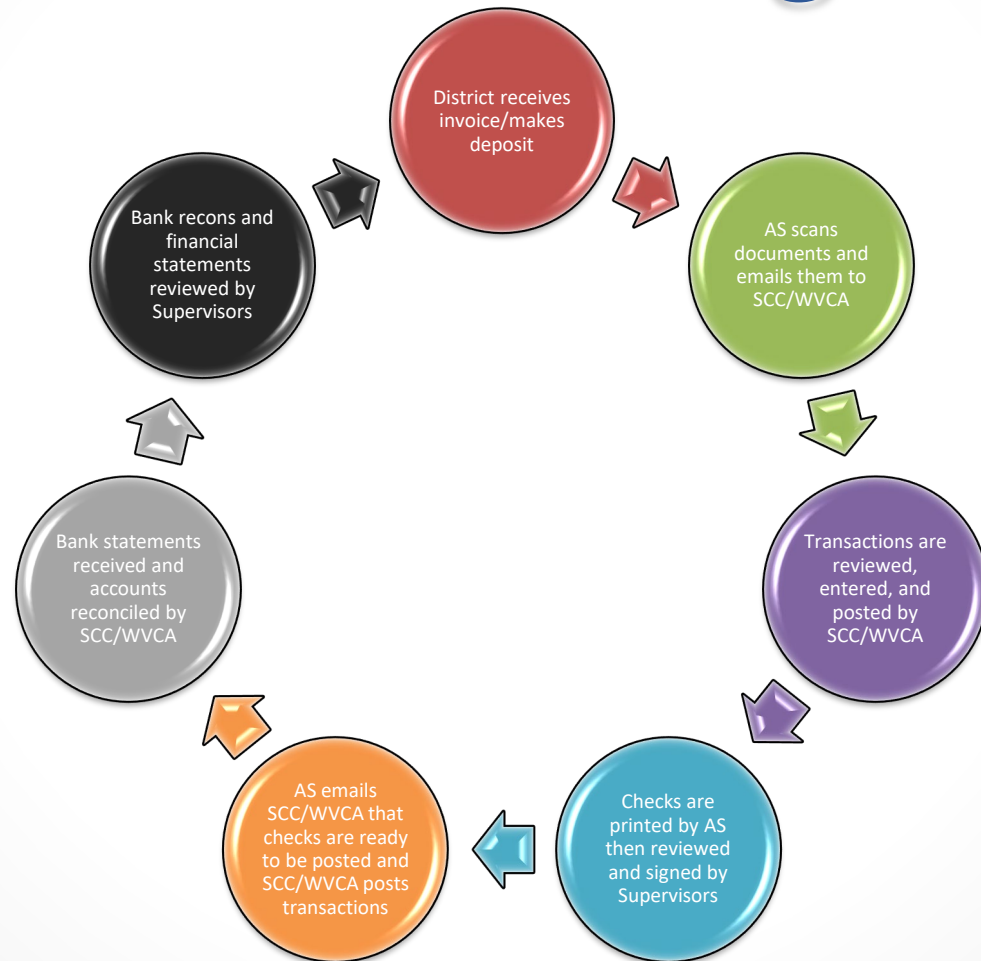 District receives
invoice/makes
deposit
AS scans
documents and
emails them to
SCC/WVCA
Transactions are
reviewed,
entered, and
posted by
SCC/WVCA
Checks are
printed by AS
then reviewed
and signed by
Supervisors
AS emails
SCC/WVCA that
checks are ready
to be posted and
SCC/WVCA posts
transactions
Bank statements
received and
accounts
reconciled by
SCC/WVCA
Bank recons and
financial
statements
reviewed by
Supervisors